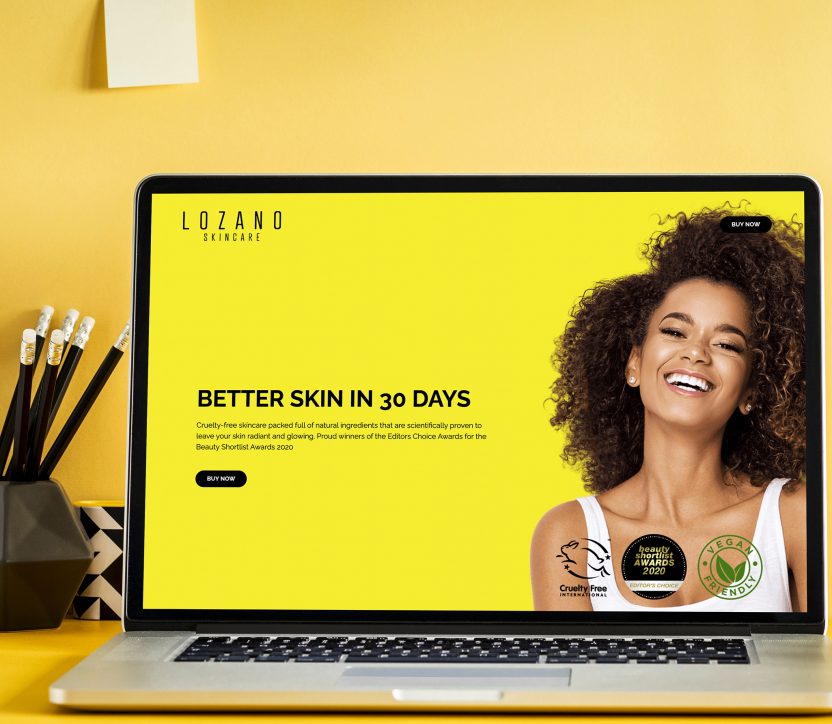 LOZANO
SKINCARE
BUY NOW
BETTER SKIN IN 30 DAYS
Cruelty-free skincare packed full of natural ingredients that are scientifically proven to
leave your skin radiant and glowing. Proud winners of the Editors Choice Awards for the
Beauty Shortlist Awards 2020
BUY NOW
Cruelty Free
INTERNATIONAL
beauty
shortlist
AWARDS
2020
EDITOR'S CHOICE
VEGAN
FRIENDLY